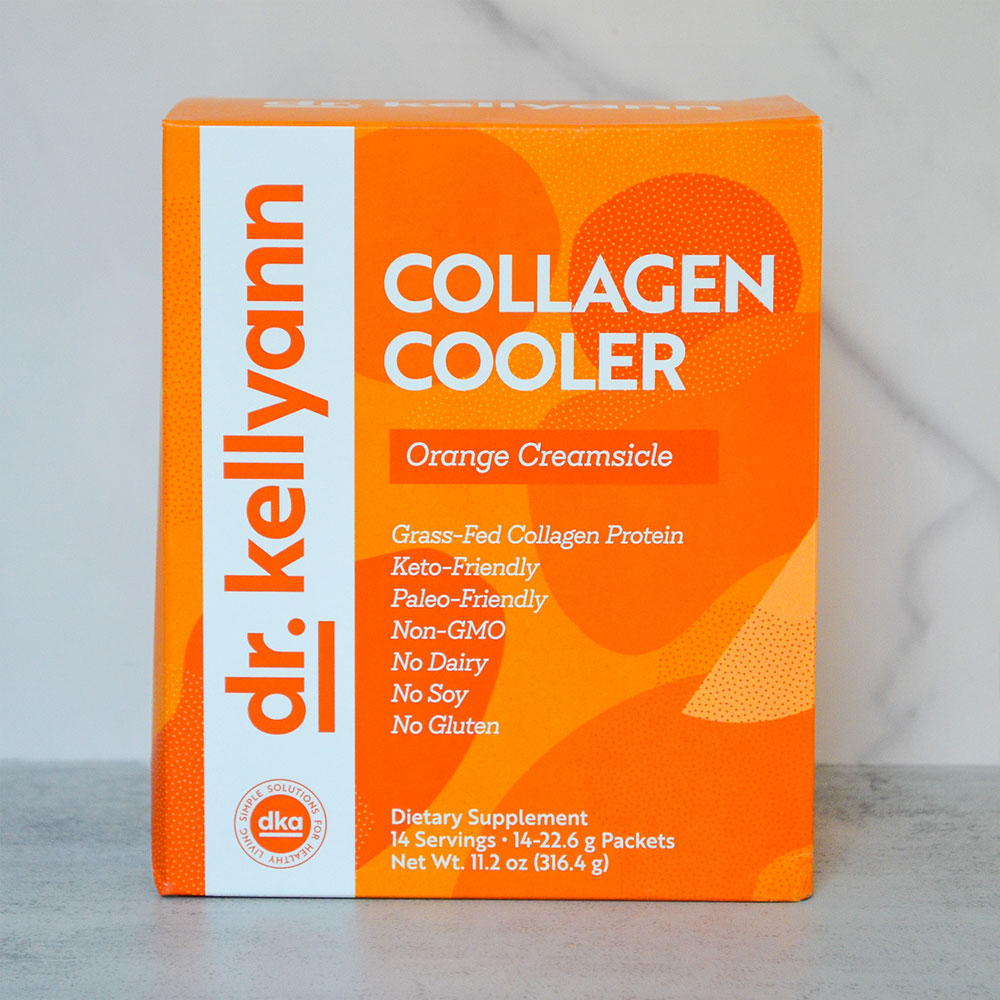 dr. kellyann
dr. kellyann
COLLAGEN
COOLER
Orange Creamsicle
Grass-Fed Collagen Protein
Keto-Friendly
Paleo-Friendly
Non-GMO
No Dairy
No Soy
No Gluten
Dietary Supplement
14 Servings • 14-22.6 g Packets
Net Wt. 11.2 oz (316.4 g)
SIMPLE SOLUTIONS FOR HEALTHY LIVING
dka